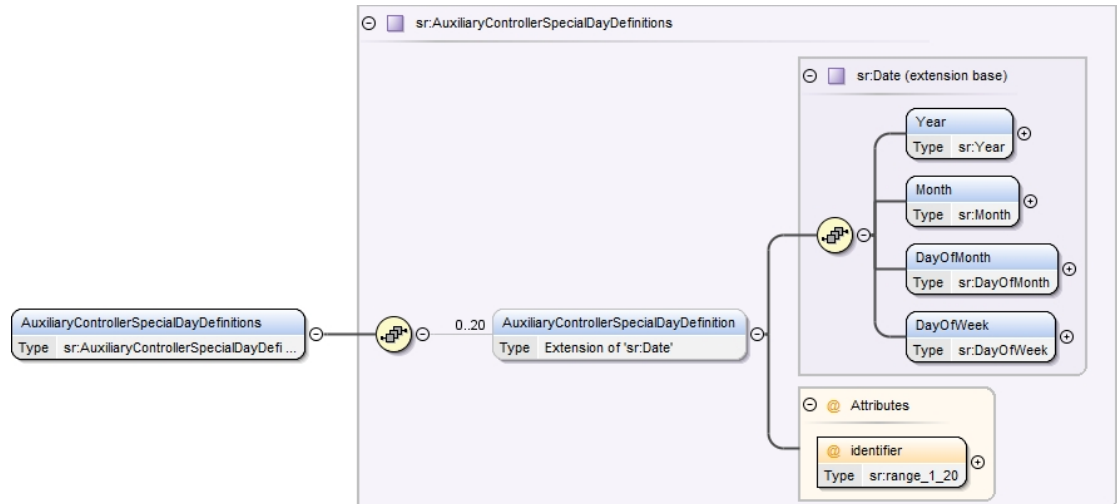 sr:AuxiliaryControllerSpecialDayDefinitions
sr:Date (extension base)
Year
Type sr:Year
Month
Type sr:Month
DayOfMonth
Type sr:DayOfMonth
DayOfWeek
Type sr:DayOfWeek
AuxiliaryControllerSpecialDayDefinitions
Type sr:AuxiliaryControllerSpecialDayDefi ...
0..20
AuxiliaryControllerSpecialDayDefinition
Type Extension of 'sr:Date'
@ Attributes
@ identifier
Type sr:range_1_20